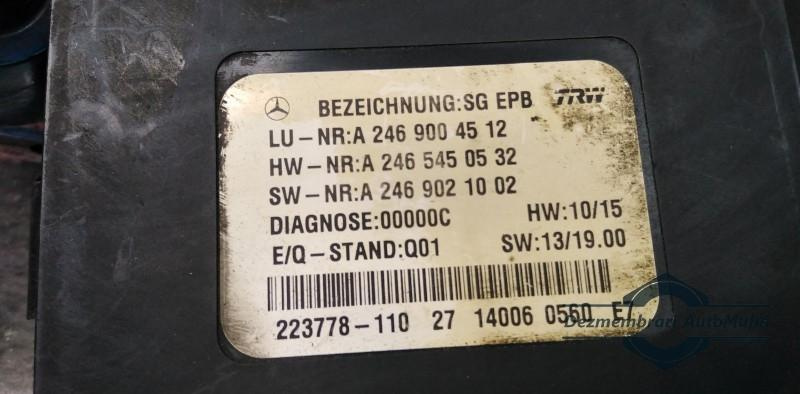 BEZEICHNUNG:SG EPB TRW
LU-NR:A 246 900 45 12
HW-NR:A 246 545 05 32
SW-NR:A 246 902 10 02
DIAGNOSE:00000C HW:10/15
E/Q-STAND:Q01 SW:13/19.00
223778-110 27 14006 0560 E7
Dezmembrari AutoMuha